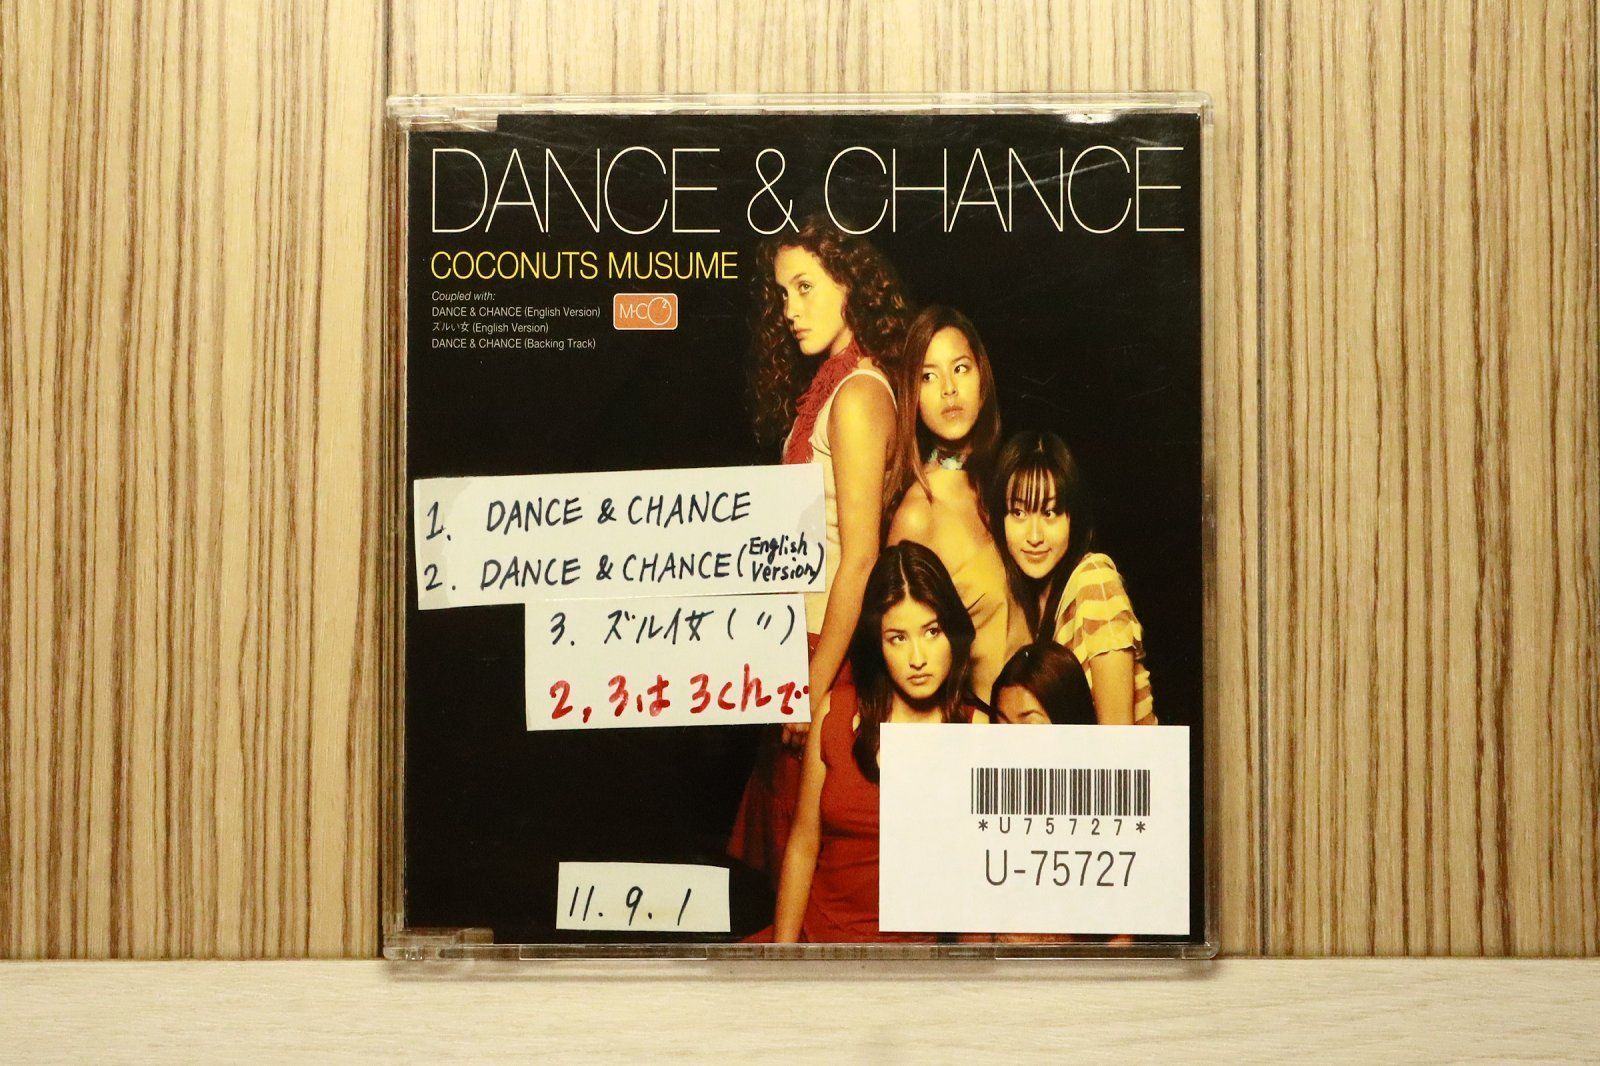 DANCE & CHANCE
COCONUTS MUSUME
Coupled with:
DANCE & CHANCE (English Version)
ズルい女 (English Version)
DANCE & CHANCE (Backing Track)
M·CO2
1. DANCE & CHANCE
2. DANCE & CHANCE (English Version)
3. ズルイ女 ( 〃 )
2, 3は3くんで
*U75727*
U-75727
11. 9. 1